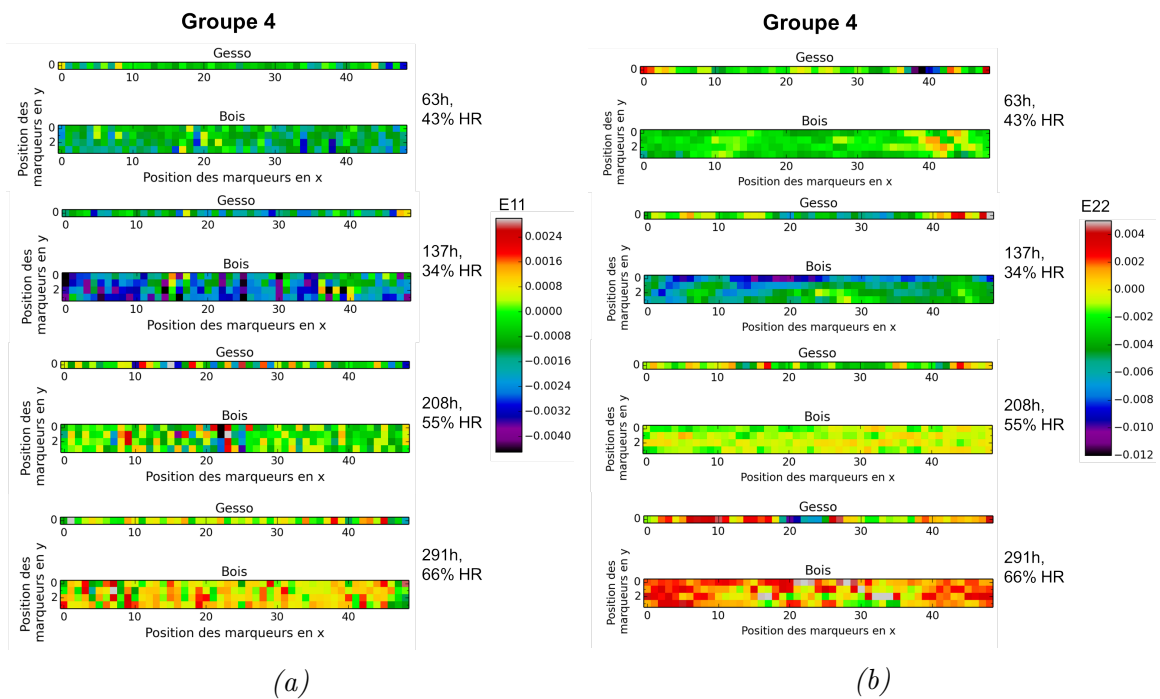 Groupe 4
Gesso
0
0 10 20 30 40
Bois
0
2
0 10 20 30 40
Position des marqueurs en x
Position des
marqueurs en y
63h,
43% HR
Gesso
0
0 10 20 30 40
Bois
0
2
0 10 20 30 40
Position des marqueurs en x
Position des
marqueurs en y
137h,
34% HR
Gesso
0
0 10 20 30 40
Bois
0
2
0 10 20 30 40
Position des marqueurs en x
Position des
marqueurs en y
208h,
55% HR
Gesso
0
0 10 20 30 40
Bois
0
2
0 10 20 30 40
Position des marqueurs en x
Position des
marqueurs en y
291h,
66% HR
E11
0.0024
0.0016
0.0008
0.0000
−0.0008
−0.0016
−0.0024
−0.0032
−0.0040
(a)
Groupe 4
Gesso
0
0 10 20 30 40
Bois
0
2
0 10 20 30 40
Position des marqueurs en x
Position des
marqueurs en y
63h,
43% HR
Gesso
0
0 10 20 30 40
Bois
0
2
0 10 20 30 40
Position des marqueurs en x
Position des
marqueurs en y
137h,
34% HR
Gesso
0
0 10 20 30 40
Bois
0
2
0 10 20 30 40
Position des marqueurs en x
Position des
marqueurs en y
208h,
55% HR
Gesso
0
0 10 20 30 40
Bois
0
2
0 10 20 30 40
Position des marqueurs en x
Position des
marqueurs en y
291h,
66% HR
E22
0.004
0.002
0.000
−0.002
−0.004
−0.006
−0.008
−0.010
−0.012
(b)